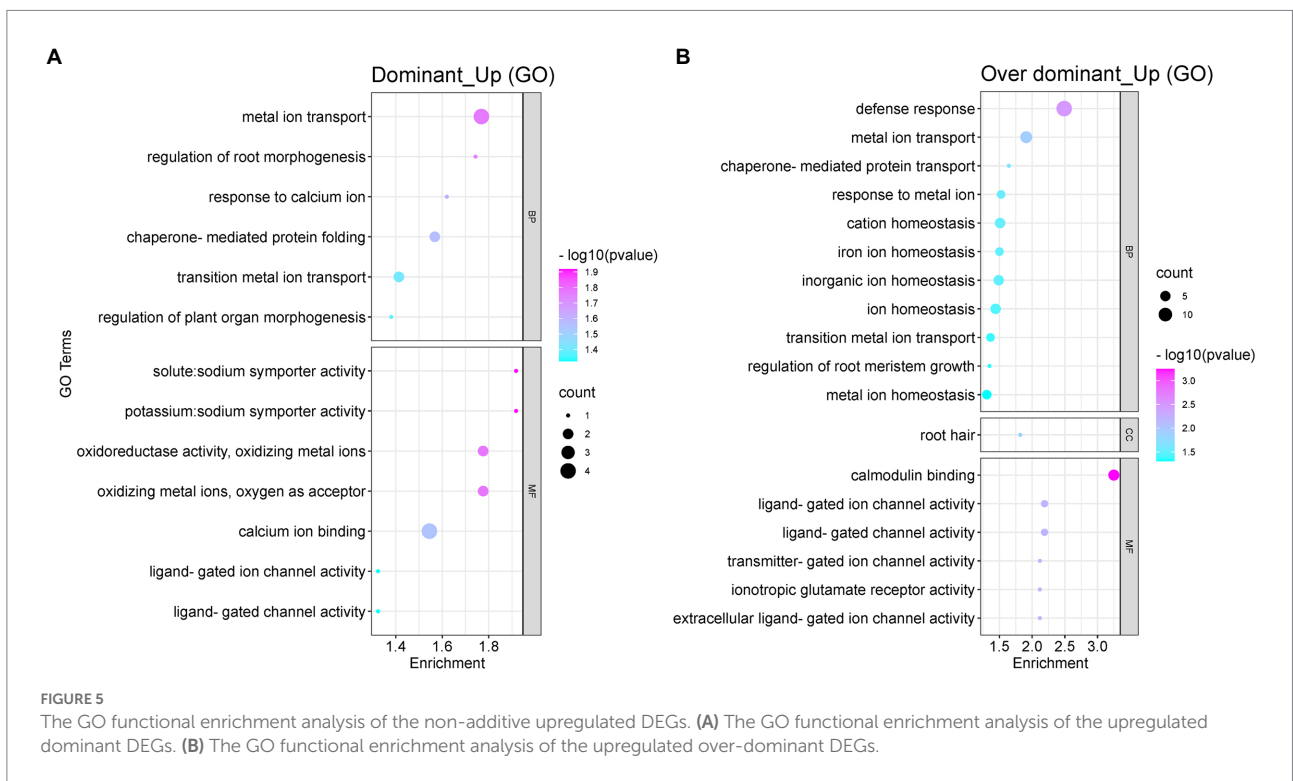 A
Dominant_Up (GO)
GO Terms
metal ion transport
regulation of root morphogenesis
response to calcium ion
chaperone- mediated protein folding
transition metal ion transport
regulation of plant organ morphogenesis
BP
solute:sodium symporter activity
potassium:sodium symporter activity
oxidoreductase activity, oxidizing metal ions
oxidizing metal ions, oxygen as acceptor
calcium ion binding
ligand- gated ion channel activity
ligand- gated channel activity
MF
1.4 1.6 1.8
Enrichment
- log10(pvalue)
1.9
1.8
1.7
1.6
1.5
1.4
count
1
2
3
4
B
Over dominant_Up (GO)
defense response
metal ion transport
chaperone- mediated protein transport
response to metal ion
cation homeostasis
iron ion homeostasis
inorganic ion homeostasis
ion homeostasis
transition metal ion transport
regulation of root meristem growth
metal ion homeostasis
BP
root hair
CC
calmodulin binding
ligand- gated ion channel activity
ligand- gated channel activity
transmitter- gated ion channel activity
ionotropic glutamate receptor activity
extracellular ligand- gated ion channel activity
MF
1.5 2.0 2.5 3.0
Enrichment
count
5
10
- log10(pvalue)
3.0
2.5
2.0
1.5
FIGURE 5
The GO functional enrichment analysis of the non-additive upregulated DEGs. (A) The GO functional enrichment analysis of the upregulated
dominant DEGs. (B) The GO functional enrichment analysis of the upregulated over-dominant DEGs.